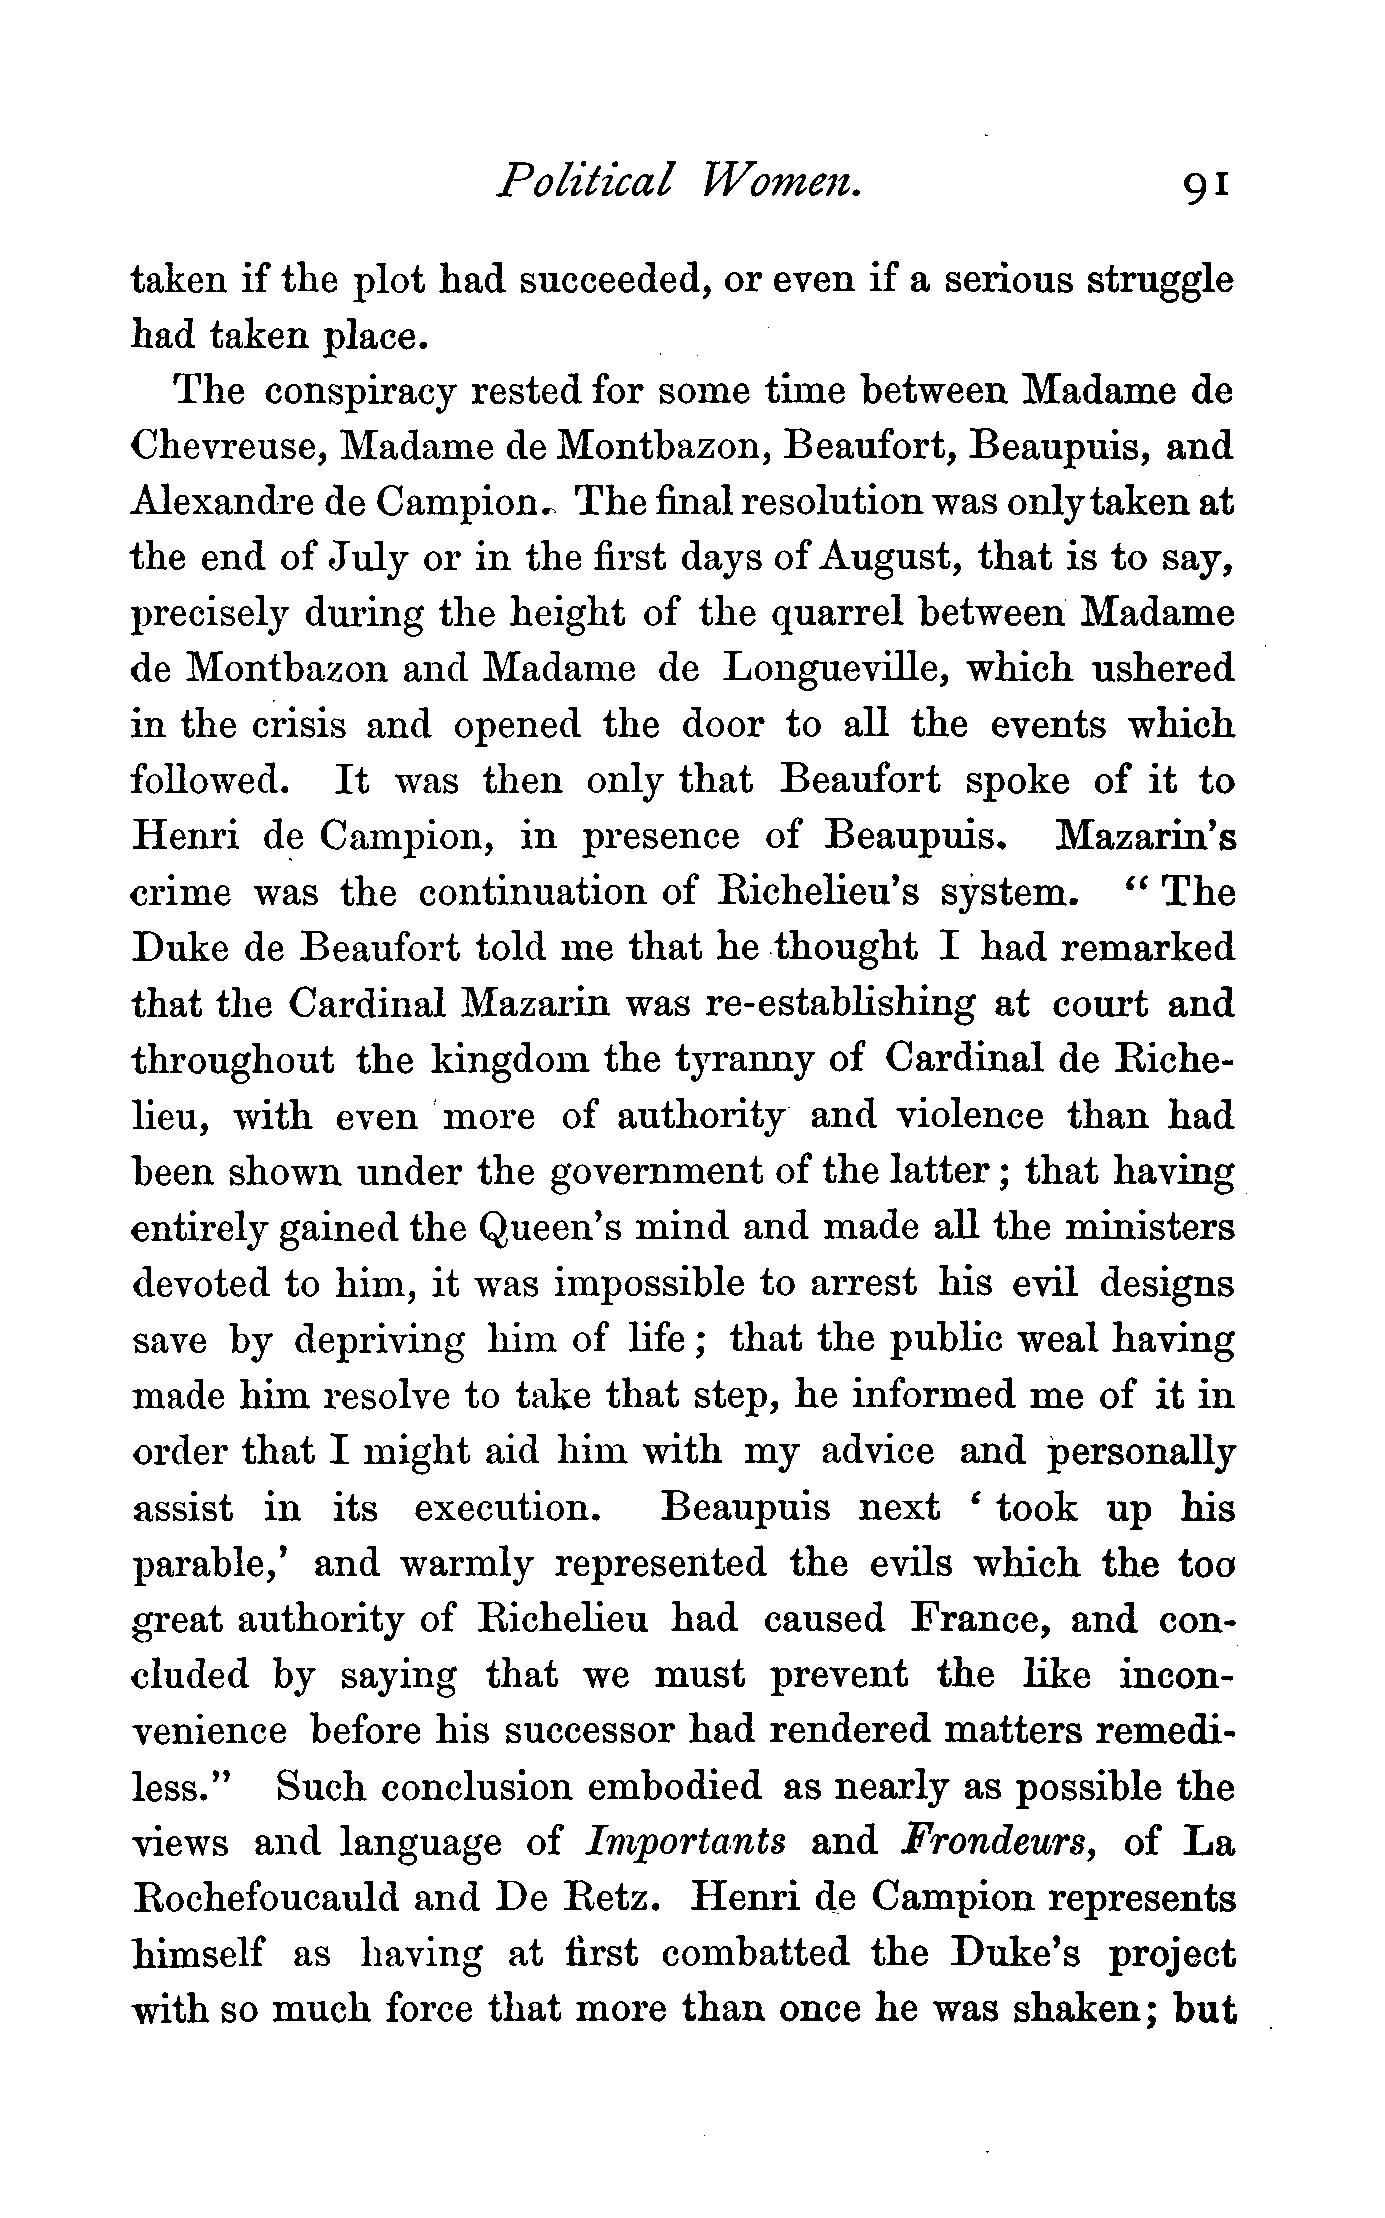 Political Women. 91
taken if the plot had succeeded, or even if a serious struggle
had taken place.
The conspiracy rested for some time between Madame de
Chevreuse, Madame de Montbazon, Beaufort, Beaupuis, and
Alexandre de Campion. The final resolution was only taken at
the end of July or in the first days of August, that is to say,
precisely during the height of the quarrel between Madame
de Montbazon and Madame de Longueville, which ushered
in the crisis and opened the door to all the events which
followed. It was then only that Beaufort spoke of it to
Henri de Campion, in presence of Beaupuis. Mazarin's
crime was the continuation of Richelieu's system. “ The
Duke de Beaufort told me that he thought I had remarked
that the Cardinal Mazarin was re-establishing at court and
throughout the kingdom the tyranny of Cardinal de Riche-
lieu, with even more of authority and violence than had
been shown under the government of the latter ; that having
entirely gained the Queen's mind and made all the ministers
devoted to him, it was impossible to arrest his evil designs
save by depriving him of life ; that the public weal having
made him resolve to take that step, he informed me of it in
order that I might aid him with my advice and personally
assist in its execution. Beaupuis next ‘ took up his
parable,’ and warmly represented the evils which the too
great authority of Richelieu had caused France, and con-
cluded by saying that we must prevent the like incon-
venience before his successor had rendered matters remedi-
less.” Such conclusion embodied as nearly as possible the
views and language of Importants and Frondeurs, of La
Rochefoucauld and De Retz. Henri de Campion represents
himself as having at first combatted the Duke's project
with so much force that more than once he was shaken; but